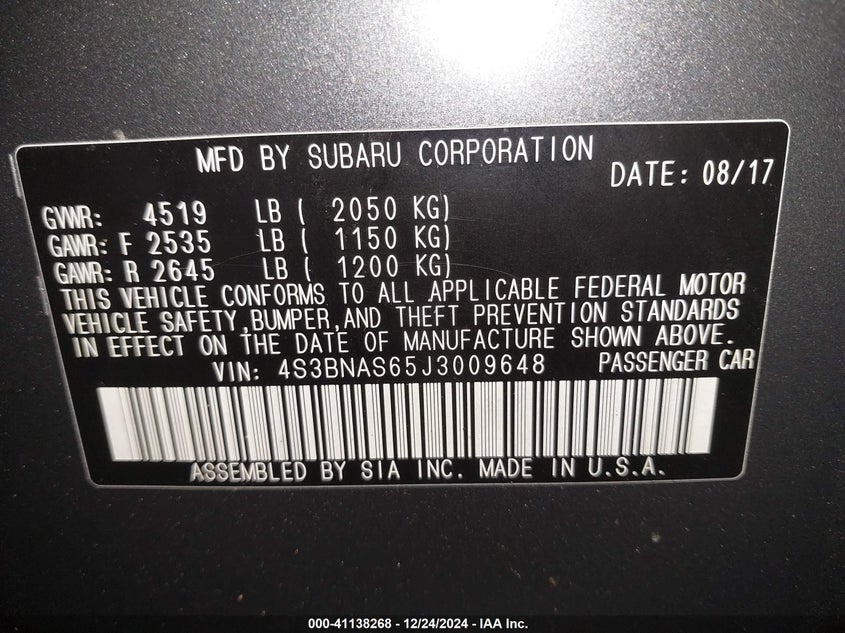 MFD BY SUBARU CORPORATION DATE: 08/17
GVWR: 4519 LB ( 2050 KG)
GAWR: F 2535 LB ( 1150 KG)
GAWR: R 2645 LB ( 1200 KG)
THIS VEHICLE CONFORMS TO ALL APPLICABLE FEDERAL MOTOR
VEHICLE SAFETY,BUMPER,AND THEFT PREVENTION STANDARDS
IN EFFECT ON THE DATE OF MANUFACTURE SHOWN ABOVE.
VIN: 4S3BNAS65J3009648 PASSENGER CAR
ASSEMBLED BY SIA INC. MADE IN U.S.A.
000-41138268 - 12/24/2024 - IAA Inc.